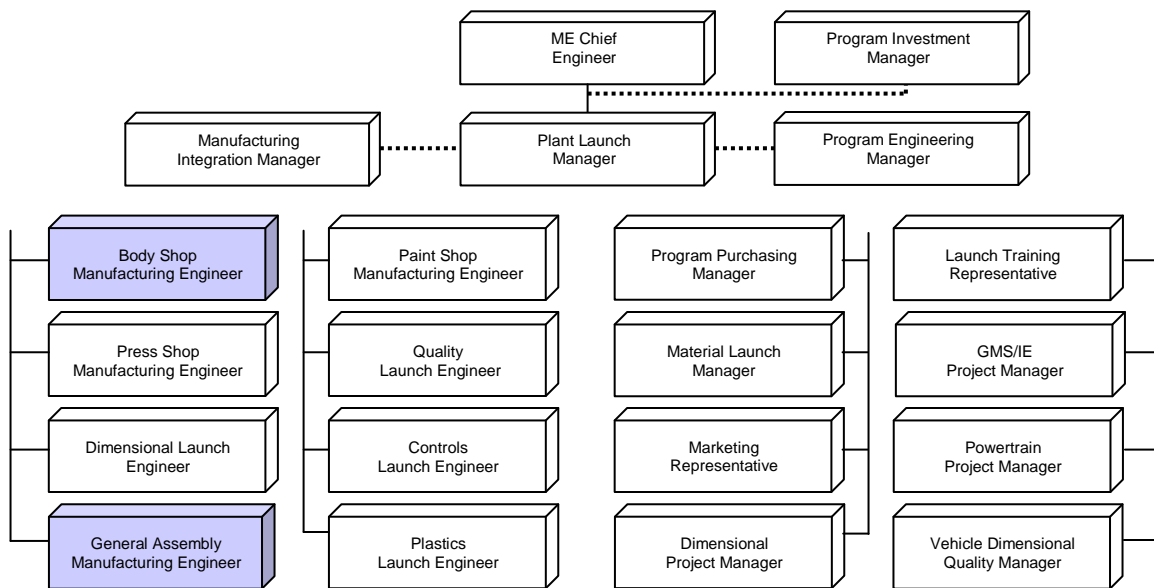 ME Chief
Engineer
Program Investment
Manager
Manufacturing
Integration Manager
Plant Launch
Manager
Program Engineering
Manager
Body Shop
Manufacturing Engineer
Paint Shop
Manufacturing Engineer
Program Purchasing
Manager
Launch Training
Representative
Press Shop
Manufacturing Engineer
Quality
Launch Engineer
Material Launch
Manager
GMS/IE
Project Manager
Dimensional Launch
Engineer
Controls
Launch Engineer
Marketing
Representative
Powertrain
Project Manager
General Assembly
Manufacturing Engineer
Plastics
Launch Engineer
Dimensional
Project Manager
Vehicle Dimensional
Quality Manager